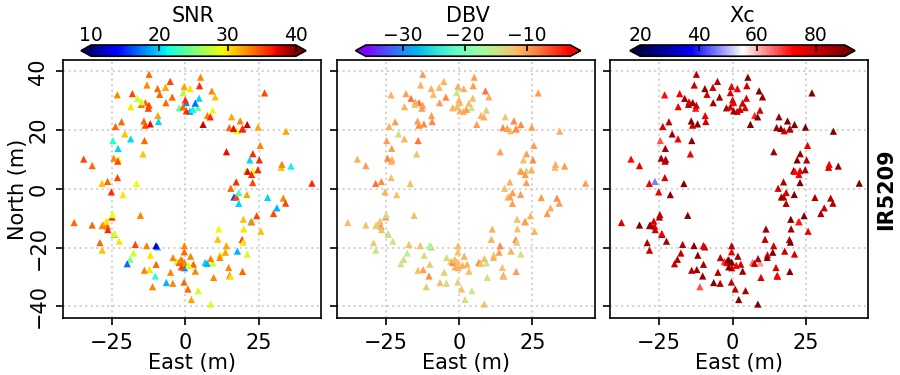 SNR DBV Xc
10 20 30 40 −30 −20 −10 20 40 60 80
40
20
0
−20
−40
North (m)
−25 0 25 −25 0 25 −25 0 25
East (m) East (m) East (m)
IR5209